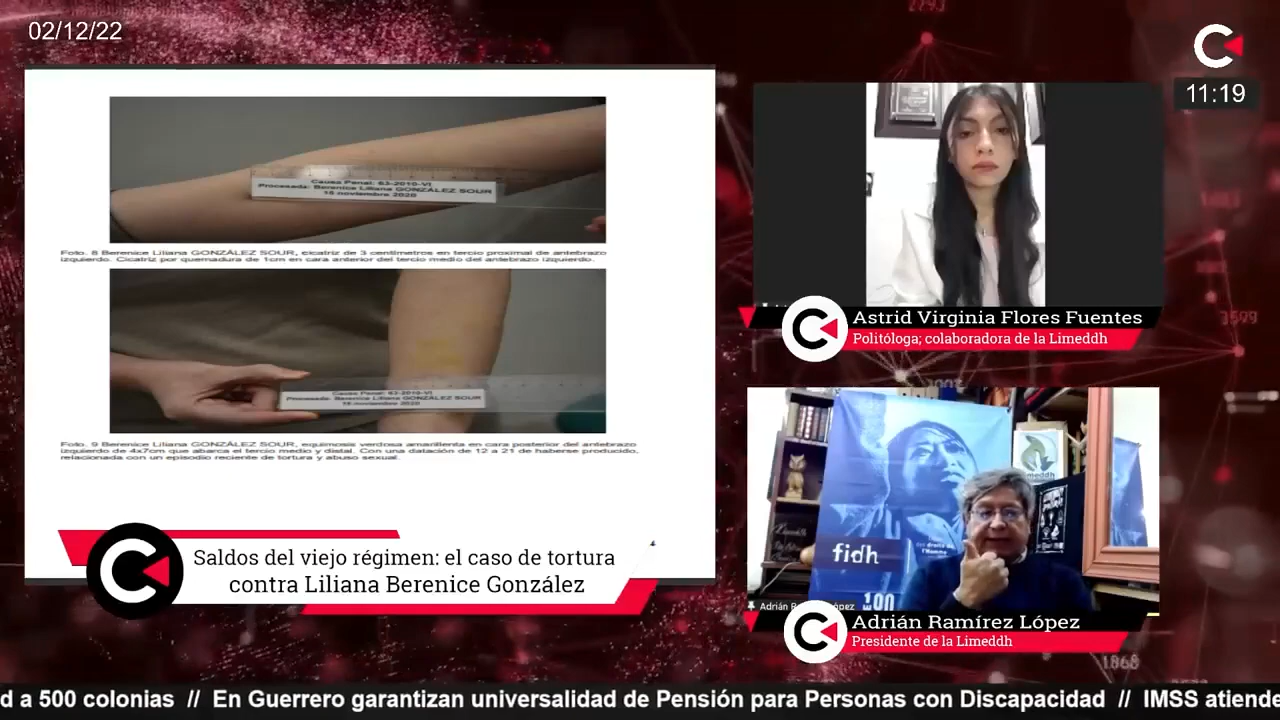 02/12/22
11:19
Causa Penal: 63-2010-VI
Procesada: Berenice Liliana GONZÁLEZ SOUR
18 noviembre 2020
Foto. 8 Berenice Liliana GONZÁLEZ SOUR, cicatriz de 3 centímetros en tercio proximal de antebrazo
izquierdo. Cicatriz por quemadura de 1cm en cara anterior del tercio medio del antebrazo izquierdo.
Causa Penal: 63-2010-VI
Procesada: Berenice Liliana GONZÁLEZ SOUR
18 noviembre 2020
Foto. 9 Berenice Liliana GONZÁLEZ SOUR, equimosis verdosa amarillenta en cara posterior del antebrazo
izquierdo de 4x7cm que abarca el tercio medio y distal. Con una datación de 12 a 21 de haberse producido,
relacionada con un episodio reciente de tortura y abuso sexual.
Saldos del viejo régimen: el caso de tortura
contra Liliana Berenice González
Astrid Virginia Flores Fuentes
Politóloga; colaboradora de la Limeddh
fidh
Adrián Ramírez López
Presidente de la Limeddh
1868
d a 500 colonias // En Guerrero garantizan universalidad de Pensión para Personas con Discapacidad // IMSS atiende